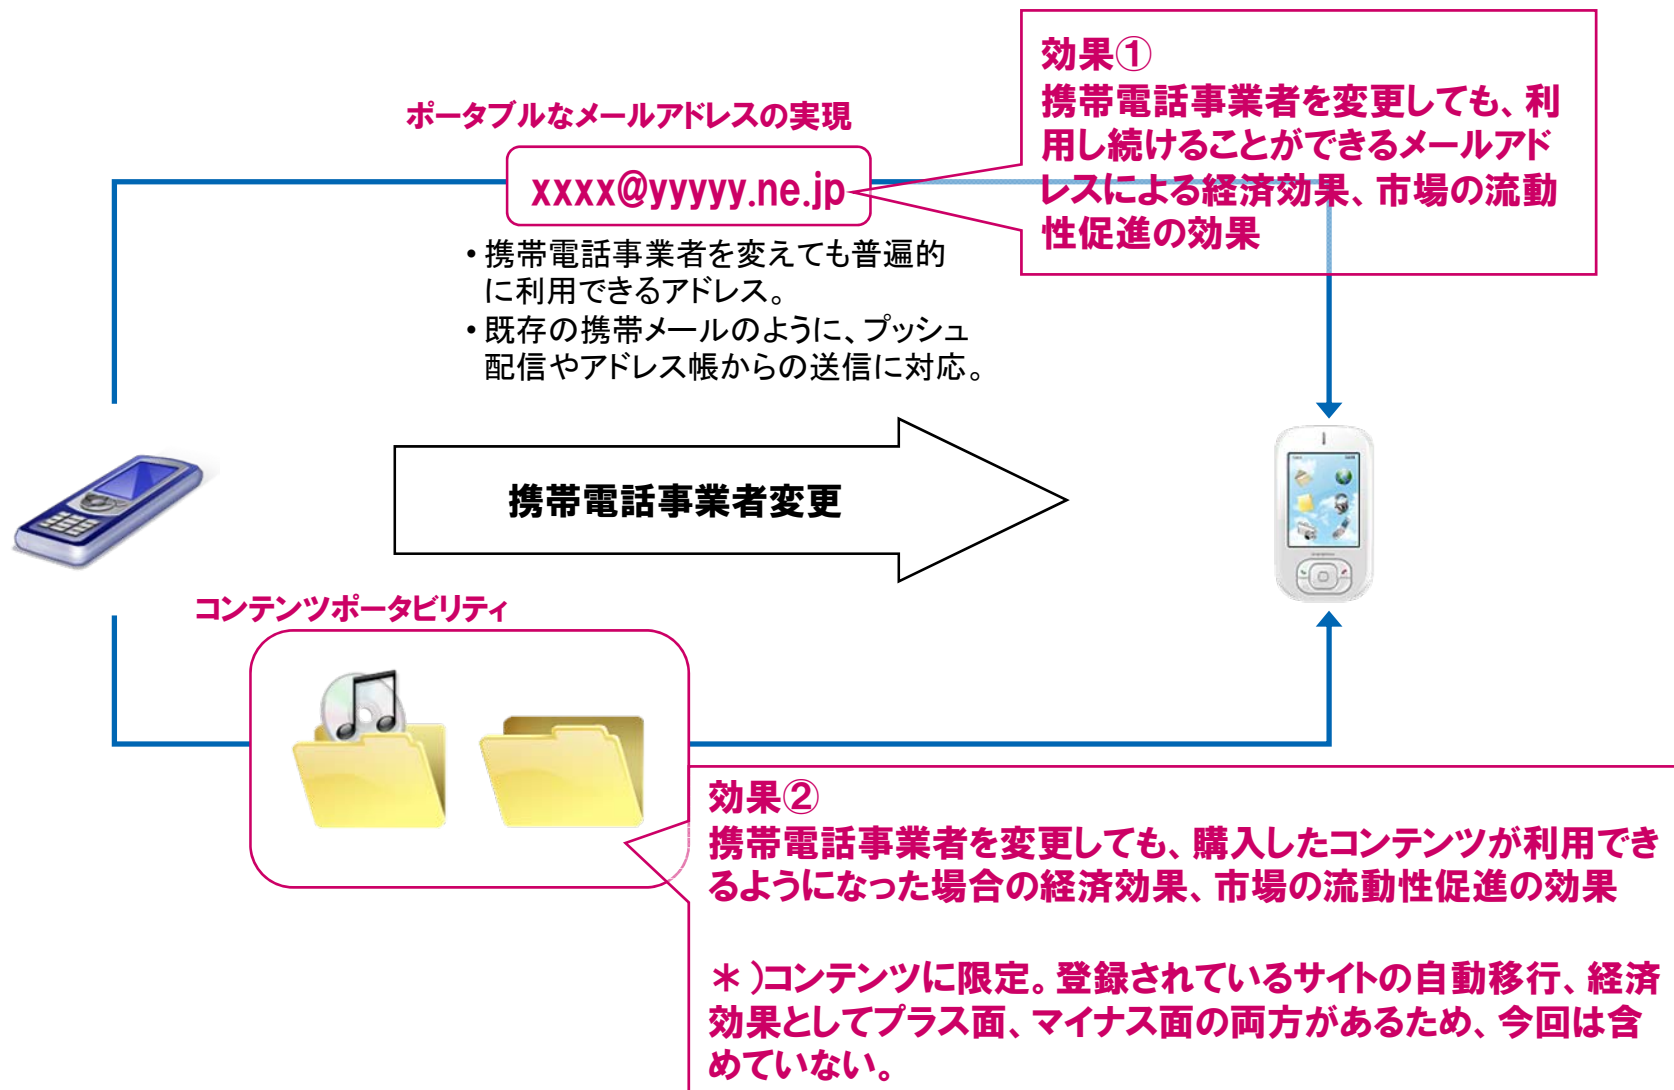 効果①
携帯電話事業者を変更しても、利
用し続けることができるメールアド
レスによる経済効果、市場の流動
性促進の効果
ポータブルなメールアドレスの実現
xxxx@yyyyy.ne.jp
•携帯電話事業者を変えても普遍的
に利用できるアドレス。
•既存の携帯メールのように、プッシュ
配信やアドレス帳からの送信に対応。
携帯電話事業者変更
コンテンツポータビリティ
効果②
携帯電話事業者を変更しても、購入したコンテンツが利用でき
るようになった場合の経済効果、市場の流動性促進の効果
＊）コンテンツに限定。登録されているサイトの自動移行、経済
効果としてプラス面、マイナス面の両方があるため、今回は含
めていない。